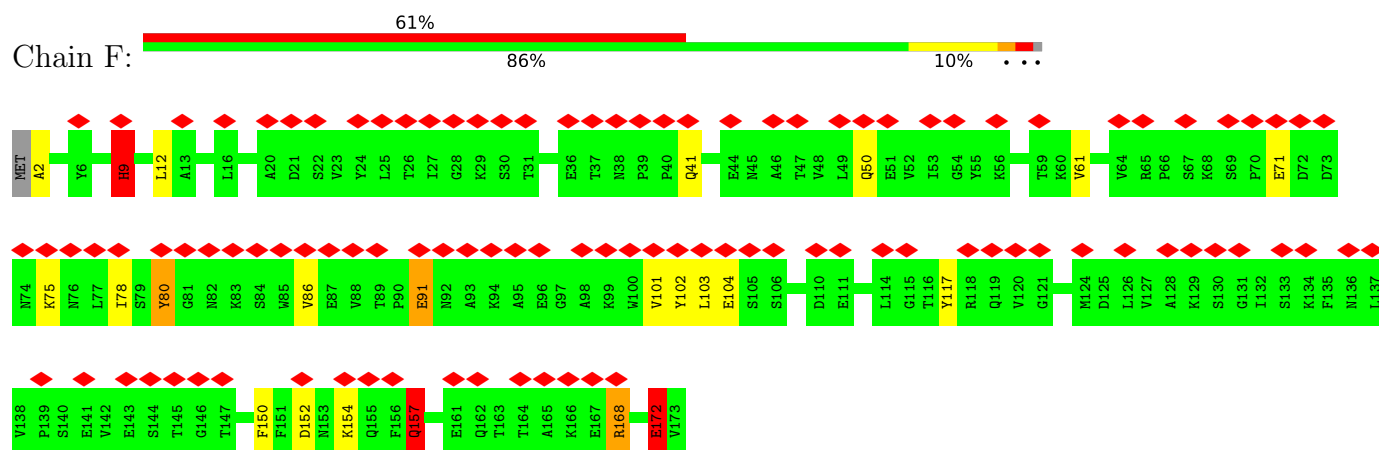 61%
Chain F:
86% 10% • • •
MET A2 Y6 H9 L12 A13 L16 A20 D21 S22 V23 Y24 L25 T26 I27 G28 K29 S30 T31 E36 T37 N38 P39 P40 Q41 E44 N45 A46 T47 V48 L49 Q50 E51 V52 I53 G54 Y55 K56 T59 K60 V61 V64 R65 P66 S67 K68 S69 P70 E71 D72 D73
N74 K75 N76 L77 I78 S79 Y80 G81 N82 K83 S84 W85 V86 E87 V88 T89 P90 E91 N92 A93 K94 A95 E96 G97 A98 K99 W100 V101 Y102 L103 E104 S105 S106 D110 E111 L114 G115 T116 Y117 R118 Q119 V120 G121 M124 D125 L126 V127 A128 K129 S130 G131 I132 S133 K134 F135 N136 L137
V138 P139 S140 E141 V142 E143 S144 T145 G146 T147 F150 F151 D152 N153 K154 Q155 F156 Q157 E161 Q162 T163 T164 A165 K166 E167 R168 E172 V173